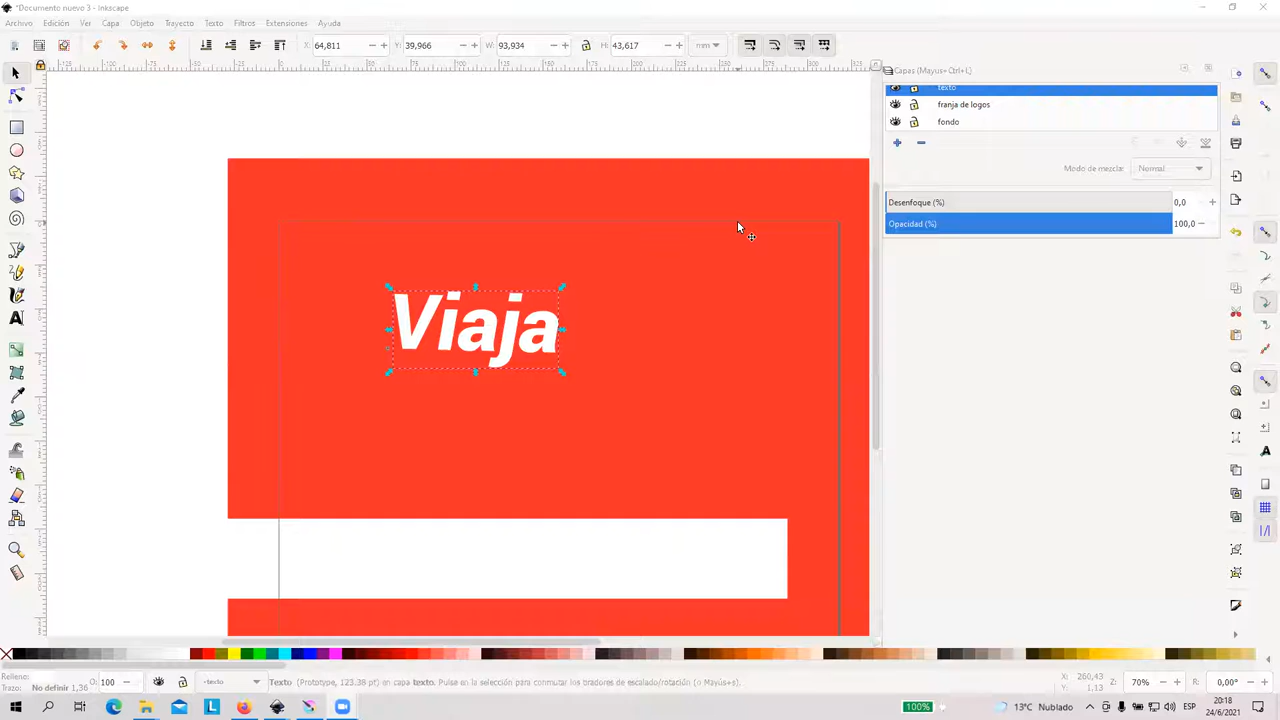 *Documento nuevo 3 - Inkscape
Archivo Edición Ver Capa Objeto Trayecto Texto Filtros Extensiones Ayuda
X: 64,811 Y: 39,966 W: 93,934 H: 43,617 mm
Capas (Mayus+Ctrl+L)
texto
franja de logos
fondo
Modo de mezcla: Normal
Desenfoque (%) 0,0
Opacidad (%) 100,0
Viaja
Relleno:
Trazo: No definir 1,36
O: 100
texto
Texto (Prototype, 123.38 pt) en capa texto. Pulse en la selección para conmutar los tiradores de escalado/rotación (o Mayús+s).
X: 260,43
Y: 1,13
Z: 70%
R: 0,00°
100%
13°C Nublado
ESP
20:18
24/6/2021